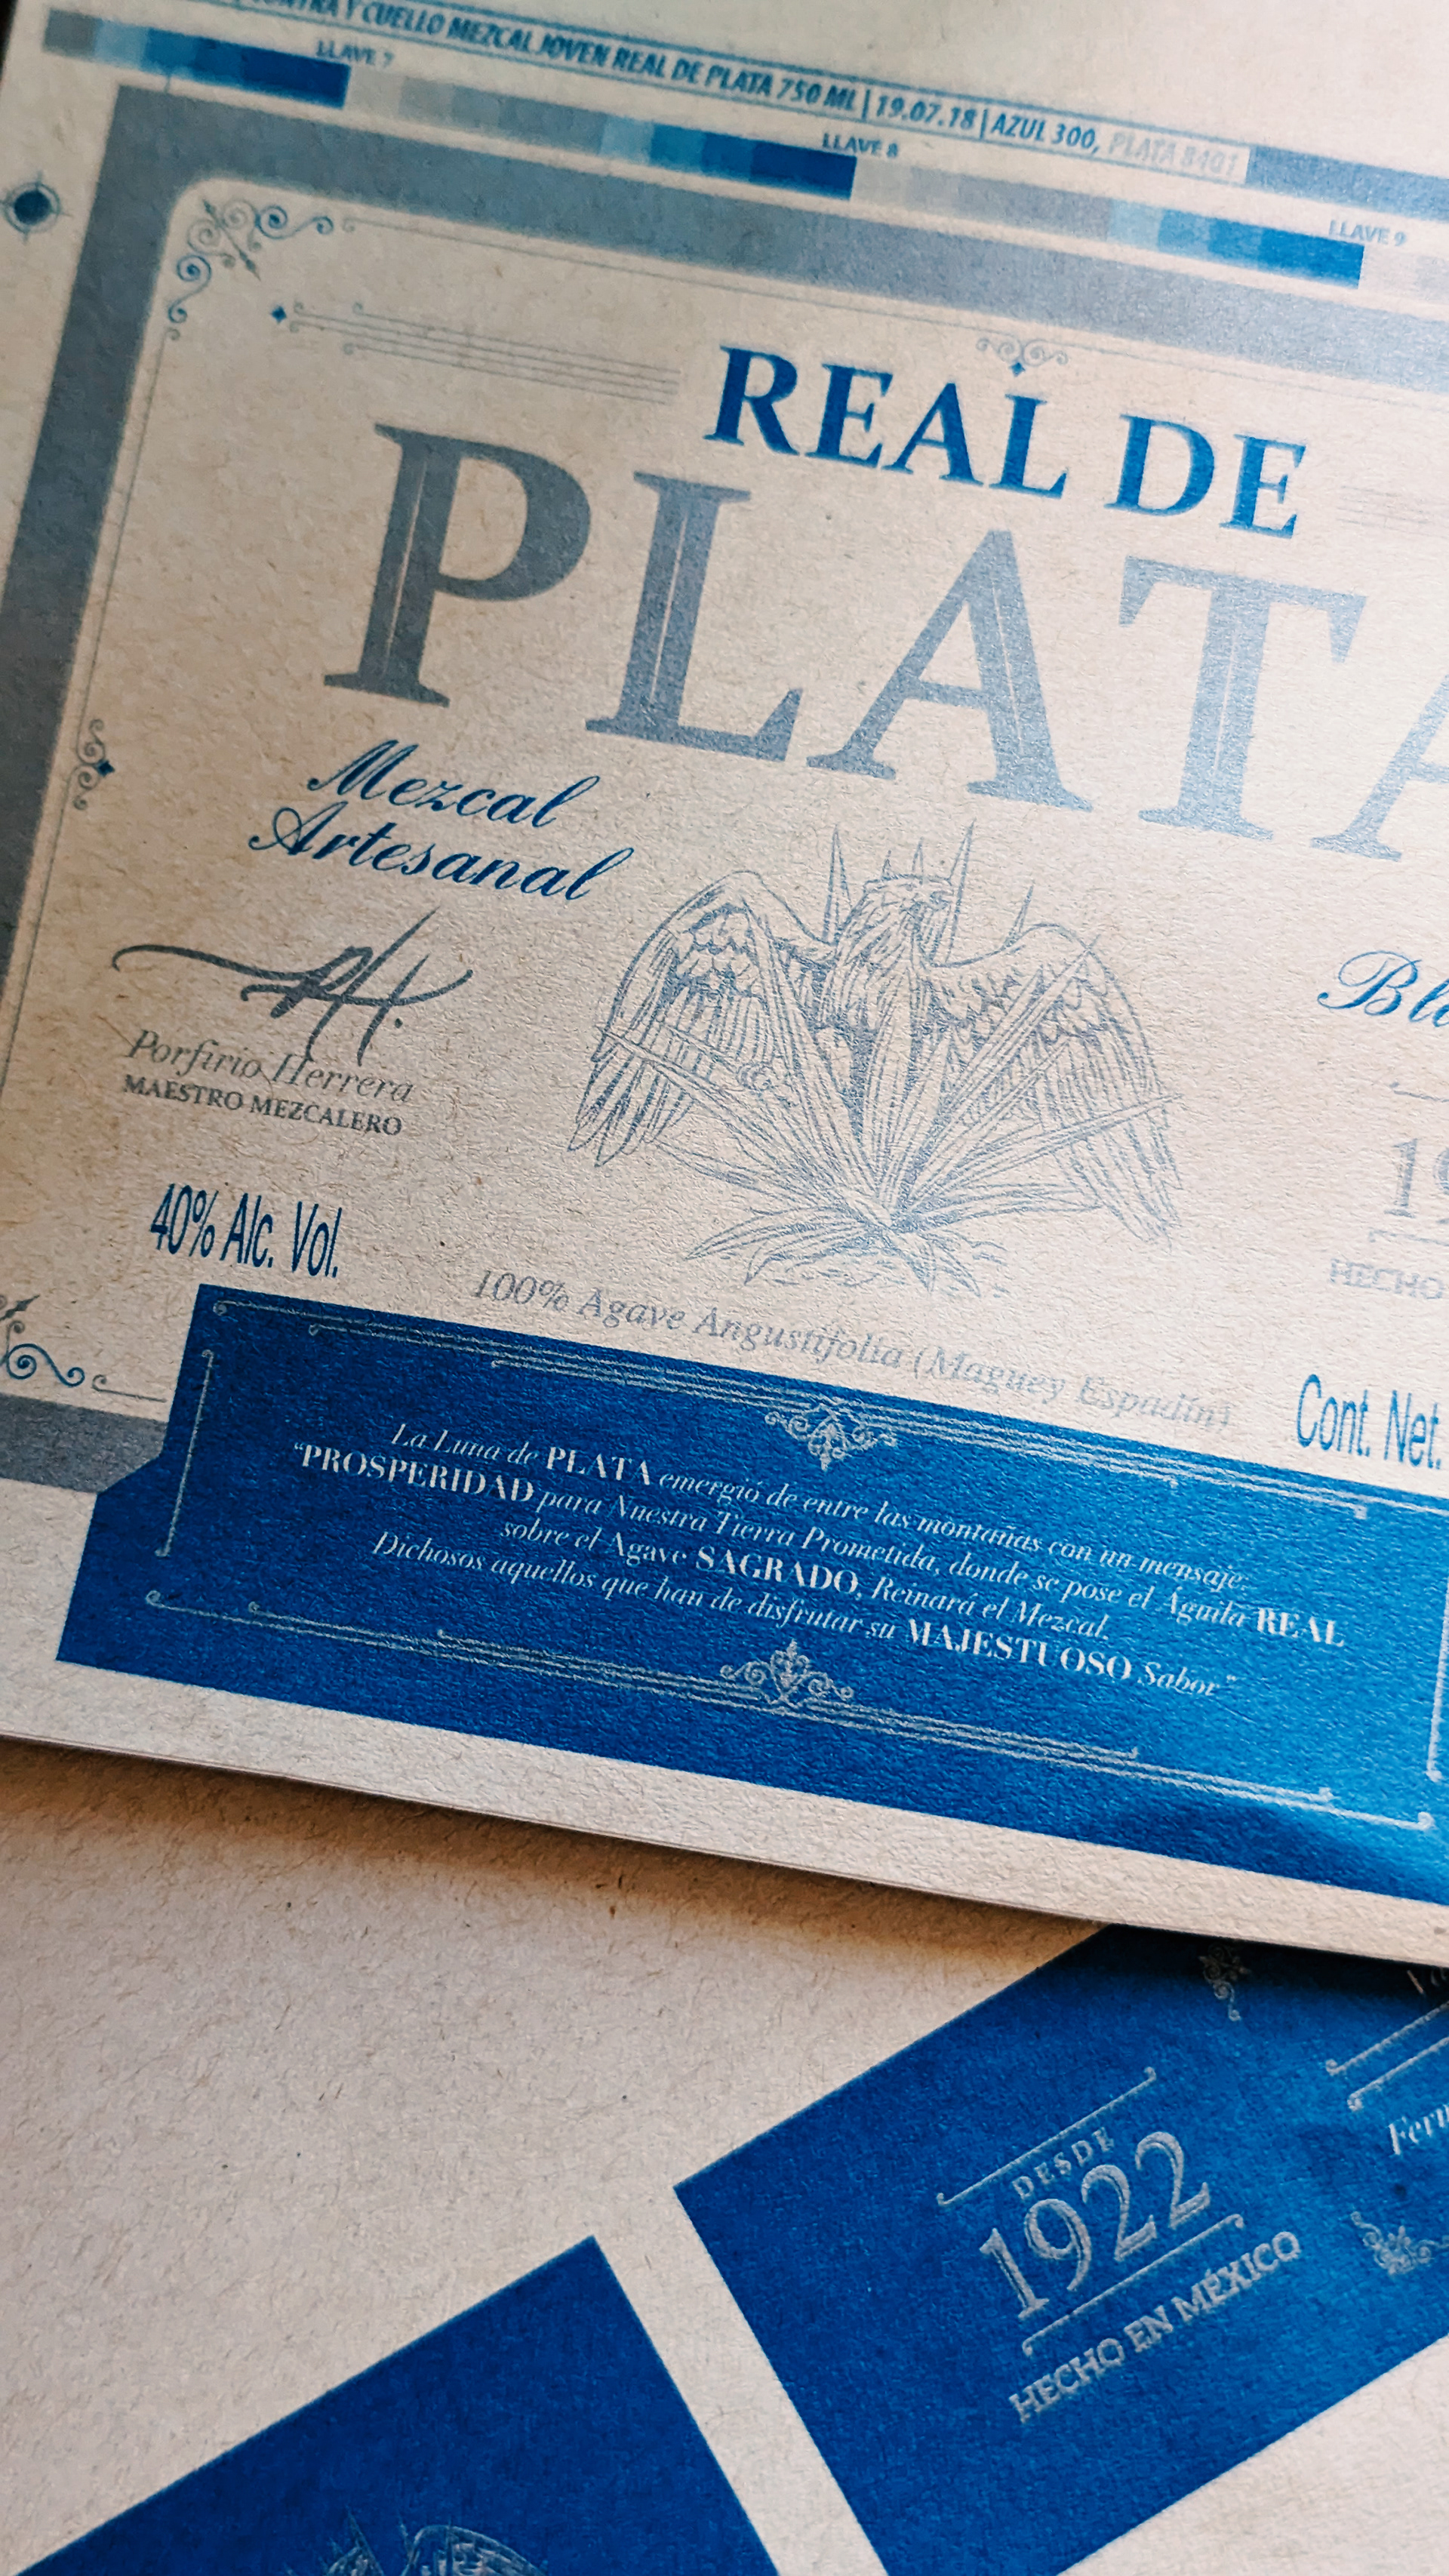 Y CUELLO MEZCAL JOVEN REAL DE PLATA 750 ML | 19.07.18 | AZUL 300, PLATA 8401
LLAVE 7
LLAVE 8
LLAVE 9
REAL DE
PLATA
Mezcal
Artesanal
Porfirio Herrera
MAESTRO MEZCALERO
HECHO
40% Alc. Vol.
100% Agave Angustifolia (Maguey Espadín)
Cont. Net.
La Luna de PLATA emergió de entre las montañas con un mensaje:
“PROSPERIDAD para Nuestra Tierra Prometida, donde se pose el Águila REAL
sobre el Agave SAGRADO, Reinará el Mezcal.
Dichosos aquellos que han de disfrutar su MAJESTUOSO Sabor”
DESDE
1922
HECHO EN MÉXICO